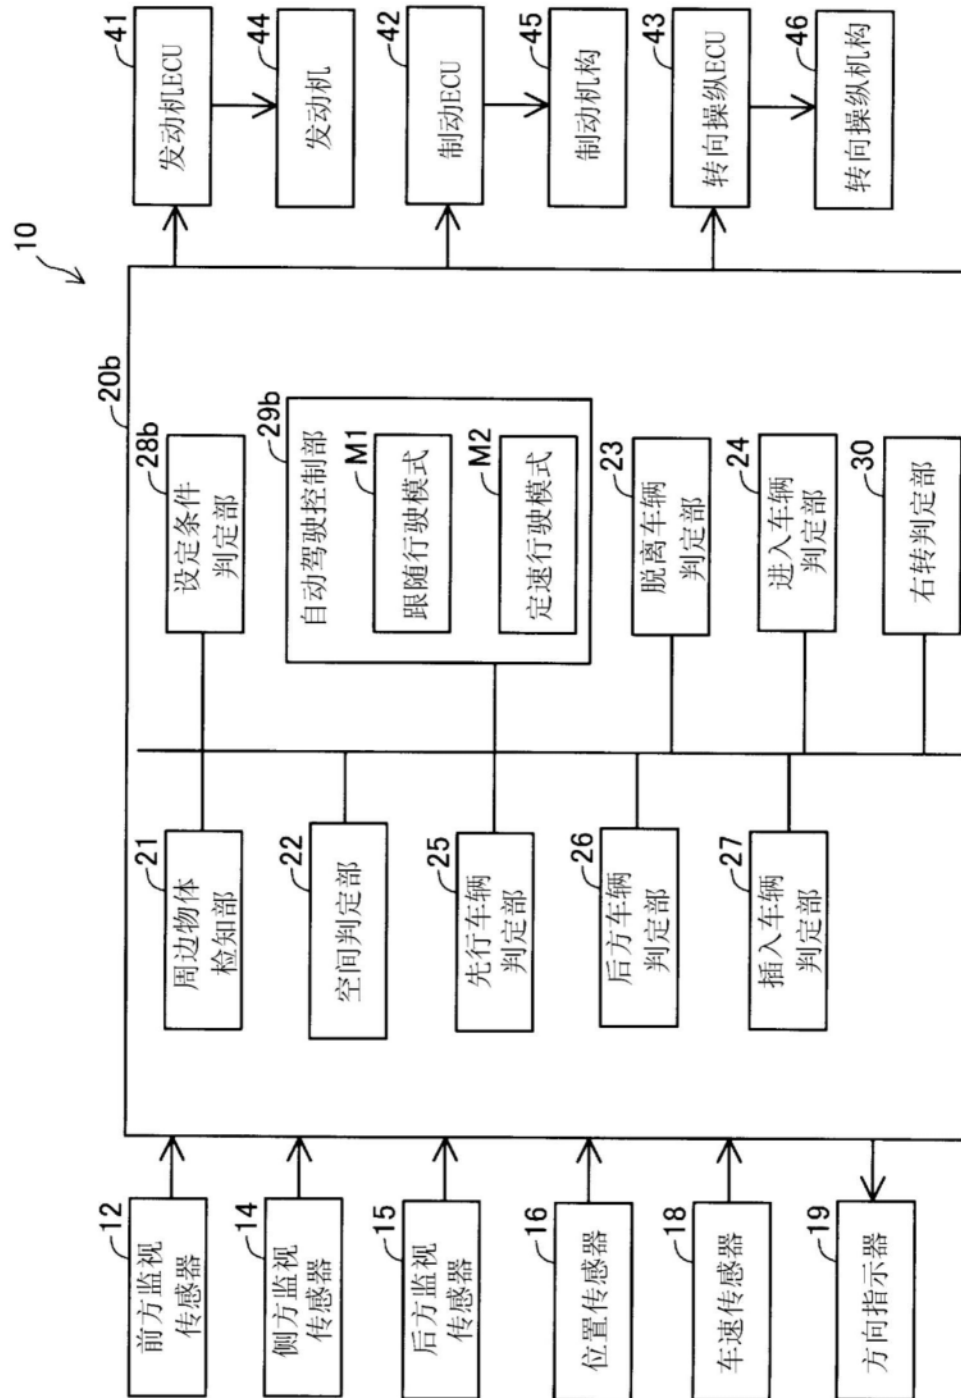 10
20b
12
前方监视
传感器
14
侧方监视
传感器
15
后方监视
传感器
16
位置传感器
18
车速传感器
19
方向指示器
21
周边物体
检知部
22
空间判定部
25
先行车辆
判定部
26
后方车辆
判定部
27
插入车辆
判定部
28b
设定条件
判定部
29b
自动驾驶控制部
M1
跟随行驶模式
M2
定速行驶模式
23
脱离车辆
判定部
24
进入车辆
判定部
30
右转判定部
41
发动机ECU
44
发动机
42
制动ECU
45
制动机构
43
转向操纵ECU
46
转向操纵机构